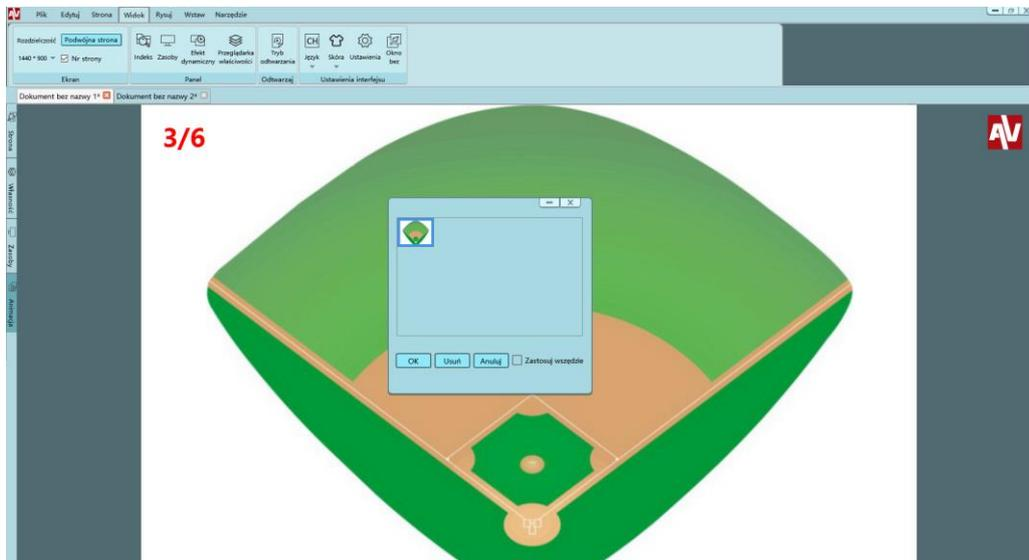 Plik Edytuj Strona Widok Rysuj Wstaw Narzędzie
Rozdzielczość Podwójna strona
1440 * 900 Nr strony
Ekran
Indeks Zasoby Efekt dynamiczny Przeglądarka właściwości
Panel
Tryb odtwarzania
Odtwarzaj
CH
Język Skóra Ustawienia Okno bez
Ustawienia interfejsu
Dokument bez nazwy 1* Dokument bez nazwy 2*
Strona
Własność
Zasoby
Animacja
3/6
AV
OK Usuń Anuluj Zastosuj wszędzie